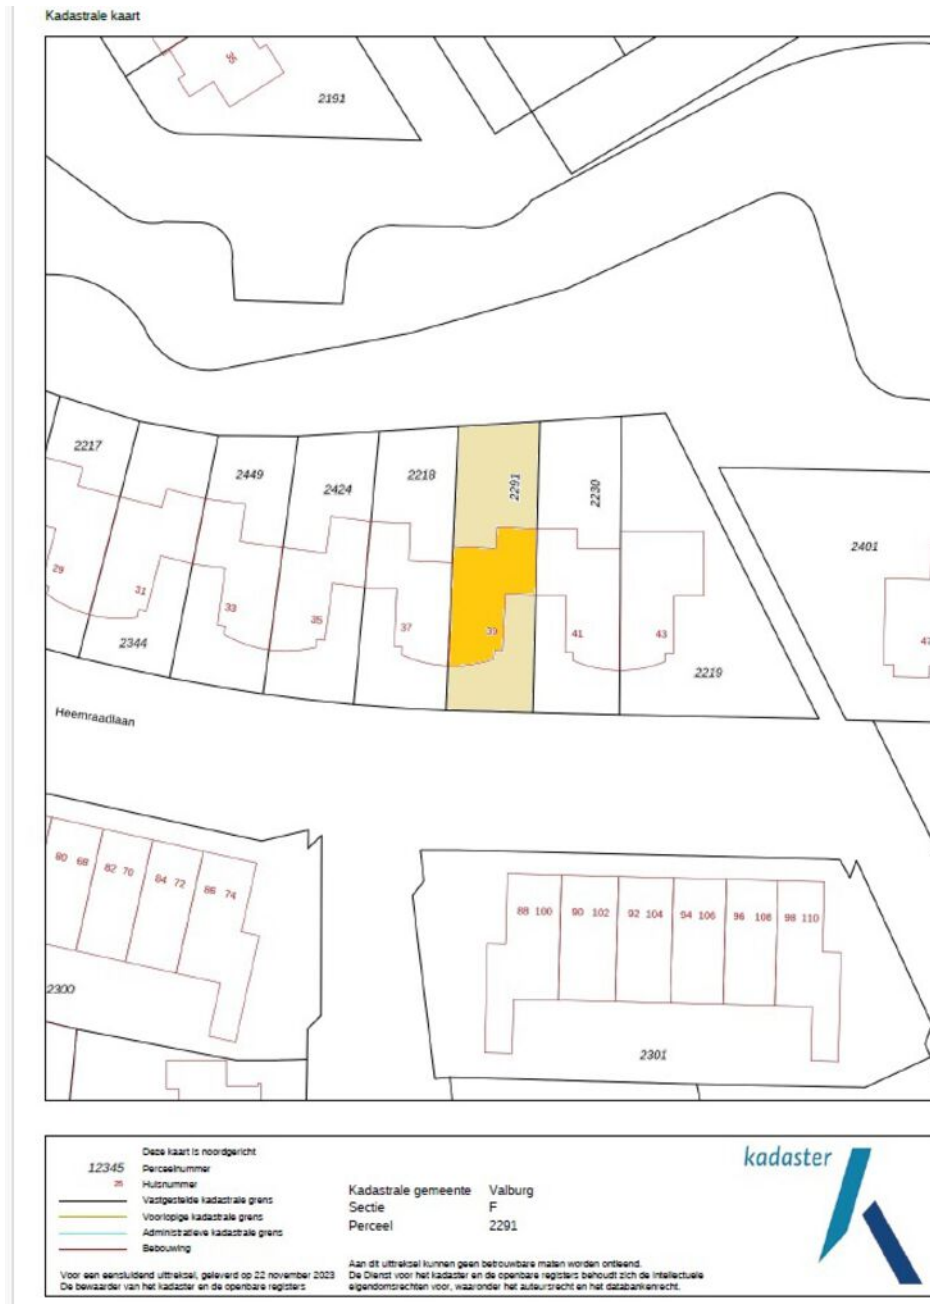 Kadastrale kaart
2191
2217
2449
2424
2218
2291
2230
2401
29
31
33
35
37
39
41
43
47
2344
2219
Heemraadlaan
80 68
82 70
84 72
86 74
88 100
90 102
92 104
94 106
96 108
98 110
2300
2301
Deze kaart is noordgericht
12345 Perceelnummer
25 Huisnummer
Vastgestelde kadastrale grens
Voorlopige kadastrale grens
Administratieve kadastrale grens
Bebouwing
Voor een eensluidend uittreksel, geleverd op 22 november 2023
De bewaarder van het kadaster en de openbare registers
Kadastrale gemeente Valburg
Sectie F
Perceel 2291
Aan dit uittreksel kunnen geen betrouwbare maten worden ontleend.
De Dienst voor het kadaster en de openbare registers behoudt zich de intellectuele
eigendomsrechten voor, waaronder het auteursrecht en het databankenrecht.
kadaster